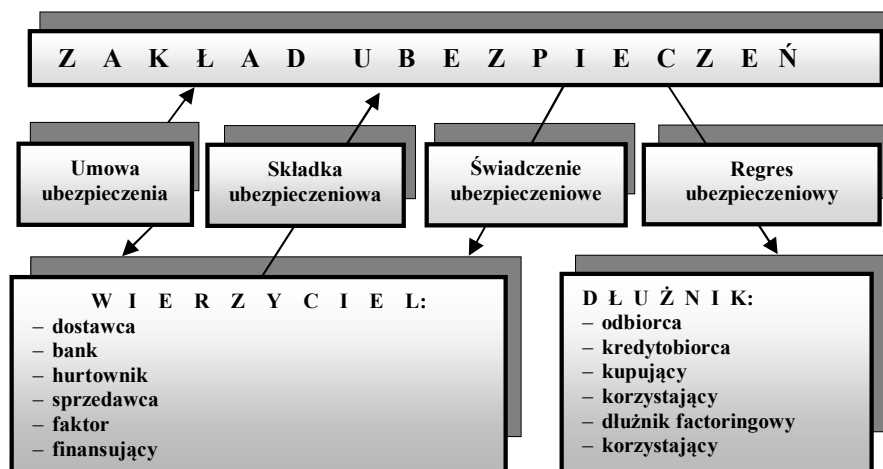 Z A K Ł A D U B E Z P I E C Z E Ń
Umowa
ubezpieczenia
Składka
ubezpieczeniowa
Świadczenie
ubezpieczeniowe
Regres
ubezpieczeniowy
W I E R Z Y C I E L:
– dostawca
– bank
– hurtownik
– sprzedawca
– faktor
– finansujący
D Ł U Ż N I K:
– odbiorca
– kredytobiorca
– kupujący
– korzystający
– dłużnik factoringowy
– korzystający